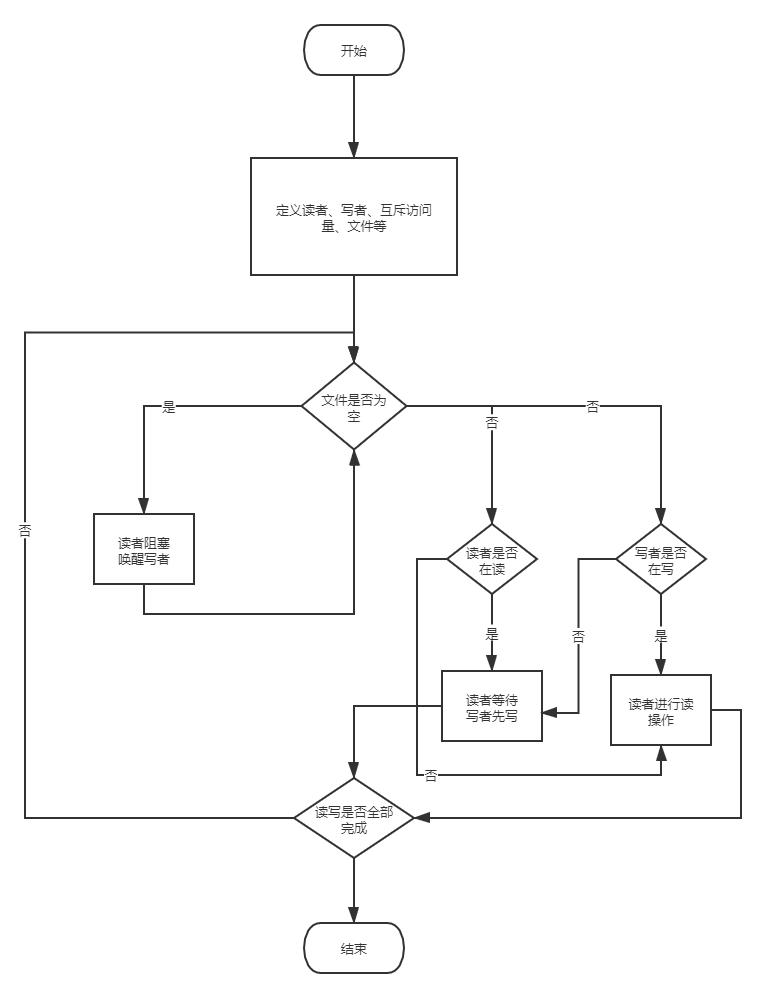 开始
定义读者、写者、互斥访问
量、文件等
文件是否为
空
是
否
否
否
读者阻塞
唤醒写者
读者是否
在读
写者是否
在写
是
否
是
读者等待
写者先写
读者进行读
操作
否
读写是否全部
完成
结束